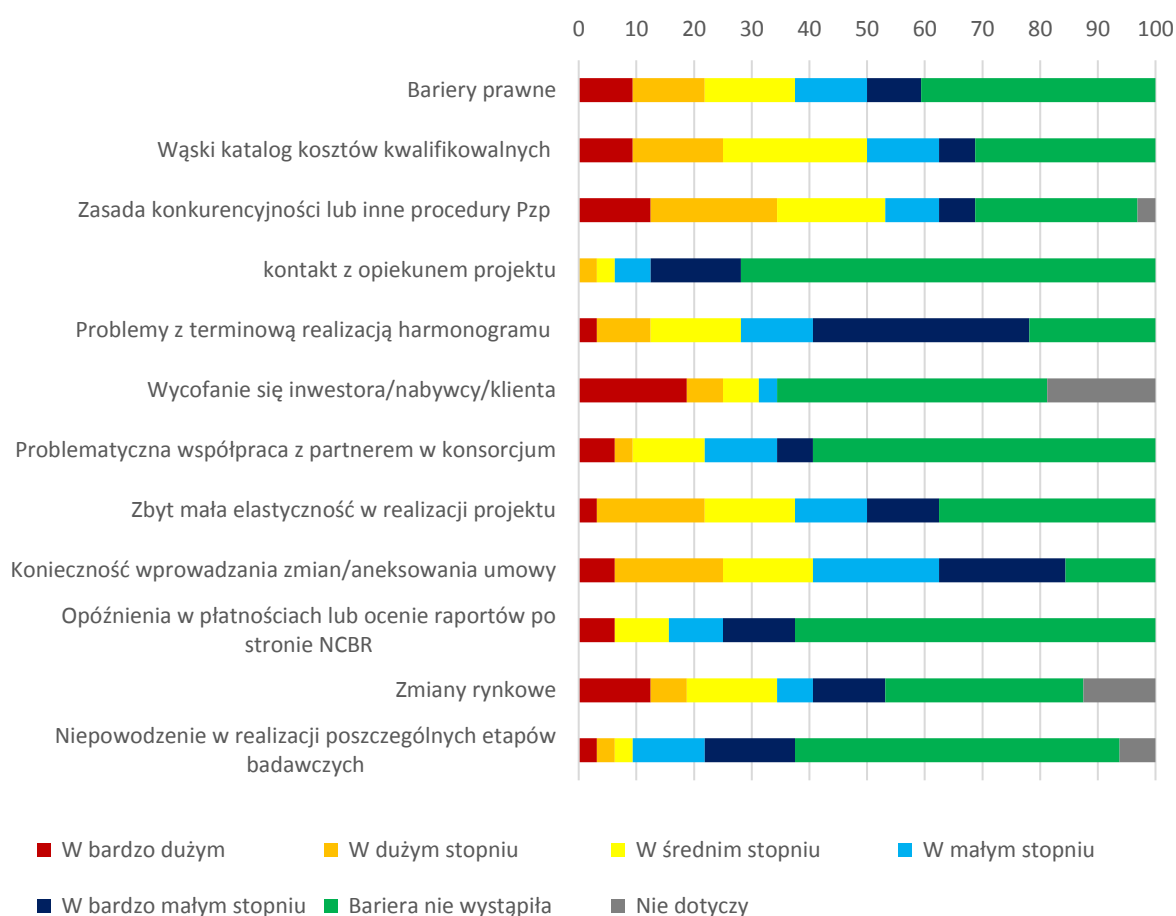 0 10 20 30 40 50 60 70 80 90 100
Bariery prawne
Wąski katalog kosztów kwalifikowalnych
Zasada konkurencyjności lub inne procedury Pzp
kontakt z opiekunem projektu
Problemy z terminową realizacją harmonogramu
Wycofanie się inwestora/nabywcy/klienta
Problematyczna współpraca z partnerem w konsorcjum
Zbyt mała elastyczność w realizacji projektu
Konieczność wprowadzania zmian/aneksowania umowy
Opóźnienia w płatnościach lub ocenie raportów po
stronie NCBR
Zmiany rynkowe
Niepowodzenie w realizacji poszczególnych etapów
badawczych
W bardzo dużym W dużym stopniu W średnim stopniu W małym stopniu
W bardzo małym stopniu Bariera nie wystąpiła Nie dotyczy